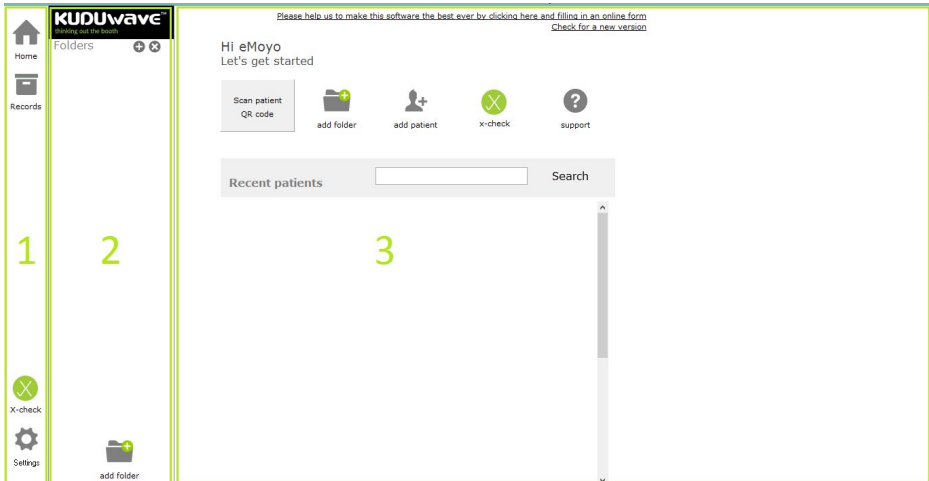 Home
Records
1
X-check
Settings
KUDUwave™
thinking out the booth
Folders
2
add folder
Please help us to make this software the best ever by clicking here and filling in an online form
Check for a new version
Hi eMoyo
Let's get started
Scan patient
QR code
add folder
add patient
x-check
support
Recent patients
Search
3